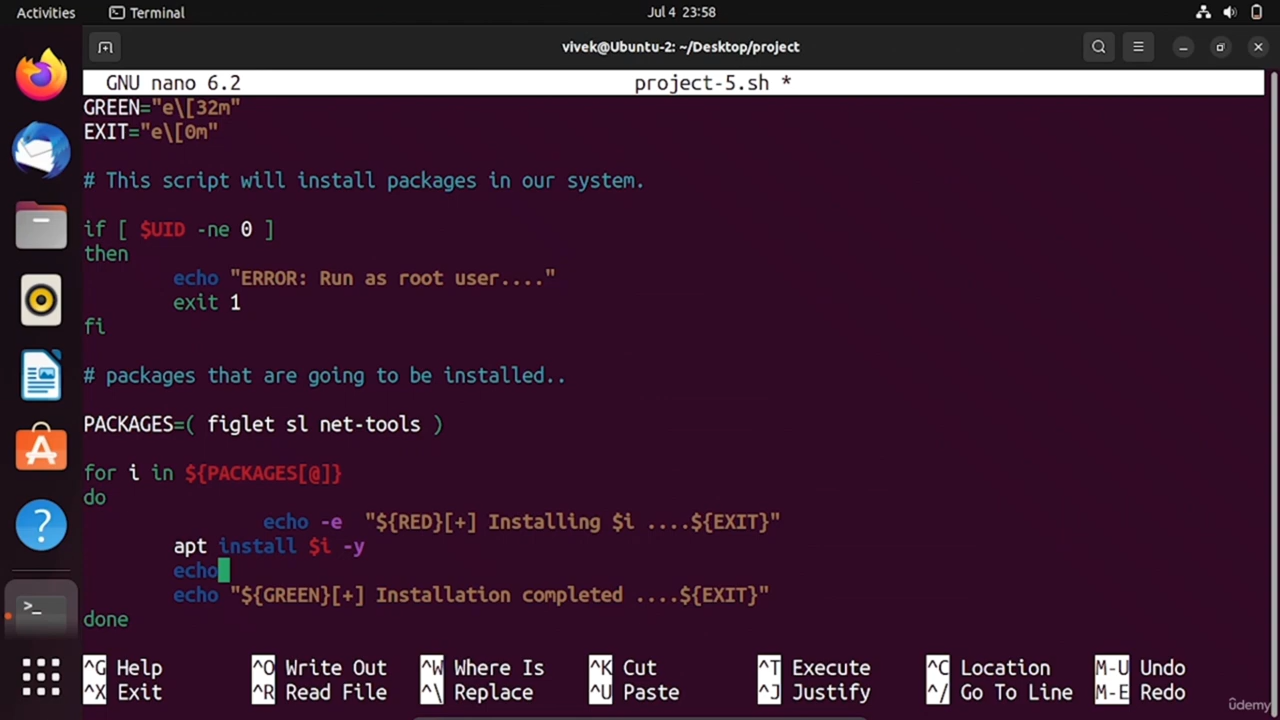 Activities
Terminal
Jul 4 23:58
vivek@Ubuntu-2: ~/Desktop/project
GNU nano 6.2
project-5.sh *
GREEN="e\[32m"
EXIT="e\[0m"
# This script will install packages in our system.
if [ $UID -ne 0 ]
then
echo "ERROR: Run as root user...."
exit 1
fi
# packages that are going to be installed..
PACKAGES=( figlet sl net-tools )
for i in ${PACKAGES[@]}
do
echo -e  "${RED}[+] Installing $i ....${EXIT}"
apt install $i -y
echo
echo "${GREEN}[+] Installation completed ....${EXIT}"
done
^G Help ^O Write Out ^W Where Is ^K Cut ^T Execute ^C Location M-U Undo
^X Exit ^R Read File ^\ Replace ^U Paste ^J Justify ^/ Go To Line M-E Redo
ûdemy